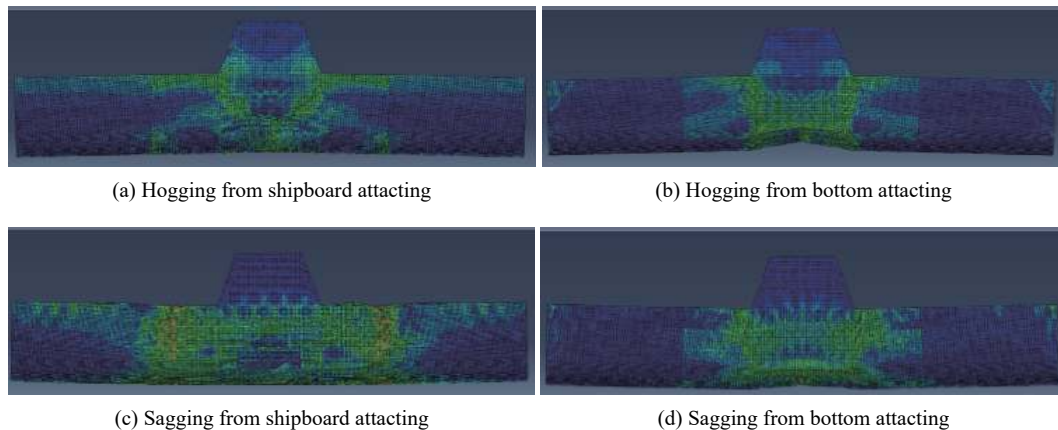 (a) Hogging from shipboard attacting
(b) Hogging from bottom attacting
(c) Sagging from shipboard attacting
(d) Sagging from bottom attacting